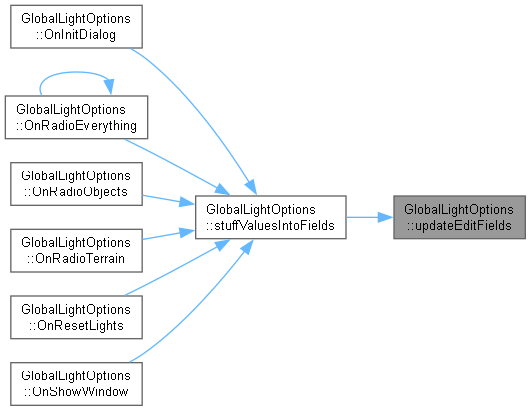 GlobalLightOptions
::OnInitDialog
GlobalLightOptions
::OnRadioEverything
GlobalLightOptions
::OnRadioObjects
GlobalLightOptions
::OnRadioTerrain
GlobalLightOptions
::OnResetLights
GlobalLightOptions
::OnShowWindow
GlobalLightOptions
::stuffValuesIntoFields
GlobalLightOptions
::updateEditFields